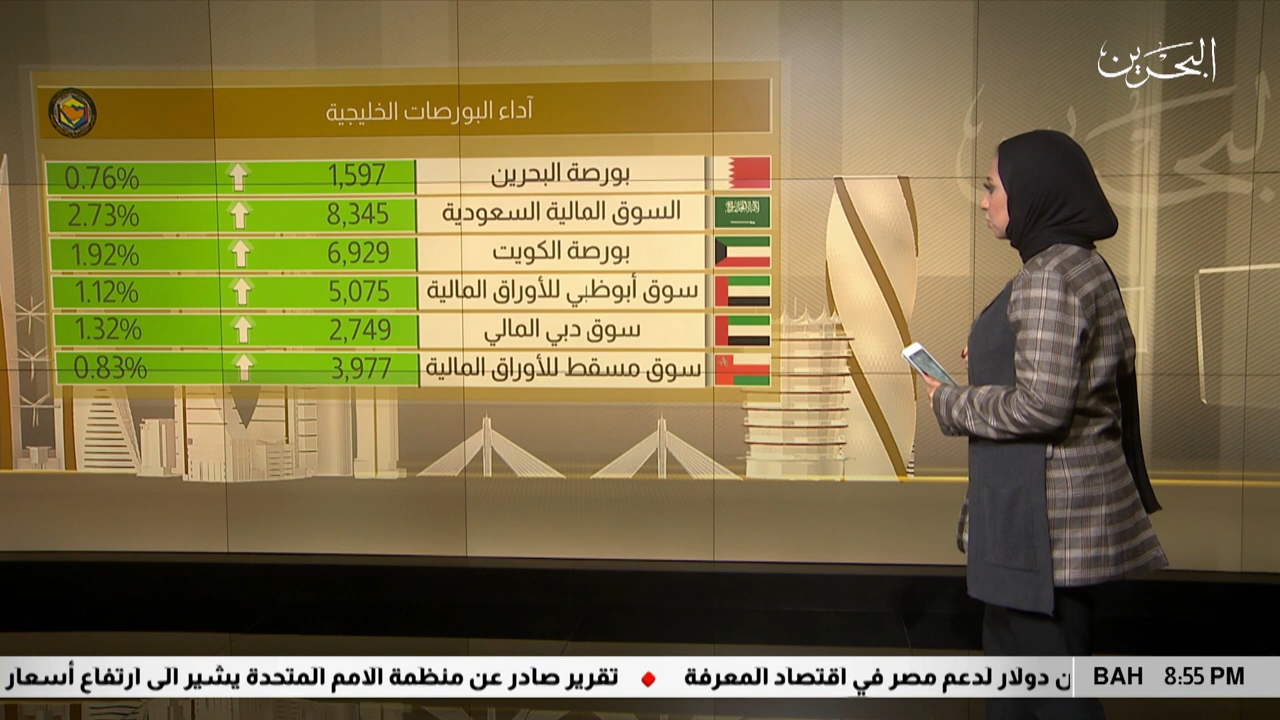 البحرين
آداء البورصات الخليجية
بورصة البحرين 1,597 0.76%
السوق المالية السعودية 8,345 2.73%
بورصة الكويت 6,929 1.92%
سوق أبوظبي للأوراق المالية 5,075 1.12%
سوق دبي المالي 2,749 1.32%
سوق مسقط للأوراق المالية 3,977 0.83%
BAH 8:55 PM
ن دولار لدعم مصر في اقتصاد المعرفة
تقرير صادر عن منظمة الامم المتحدة يشير الى ارتفاع أسعار